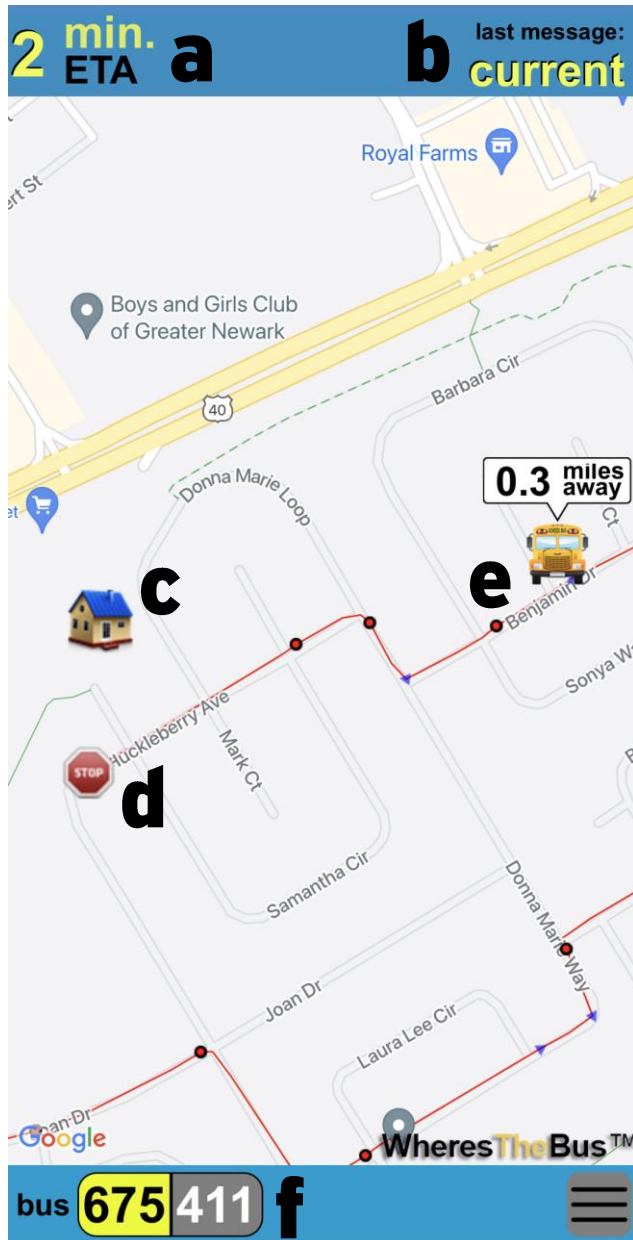 2 min.
ETA
a
b
last message:
current
Royal Farms
Boys and Girls Club
of Greater Newark
40
Barbara Cir
Donna Marie Loop
0.3 miles
away
Ct
c
e
Benjamin Dr
Huckleberry Ave
Sonya W
Mark Ct
STOP
d
Samantha Cir
Donna Marie Way
Joan Dr
Laura Lee Cir
Google
WheresTheBus™
bus 675 411
f